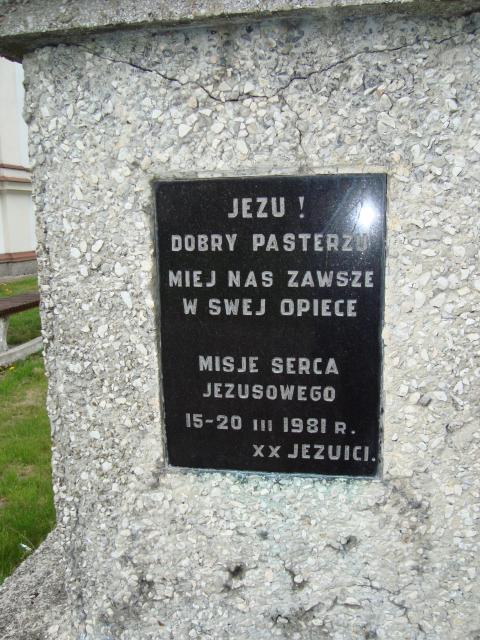 JEZU !
DOBRY PASTERZU
MIEJ NAS ZAWSZE
W SWEJ OPIECE
MISJE SERCA
JEZUSOWEGO
15-20 III 1981 R.
XX JEZUICI.